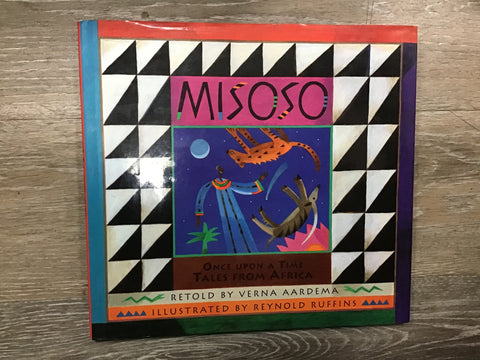 MISOSO
ONCE UPON A TIME
TALES FROM AFRICA
RETOLD BY VERNA AARDEMA
ILLUSTRATED BY REYNOLD RUFFINS